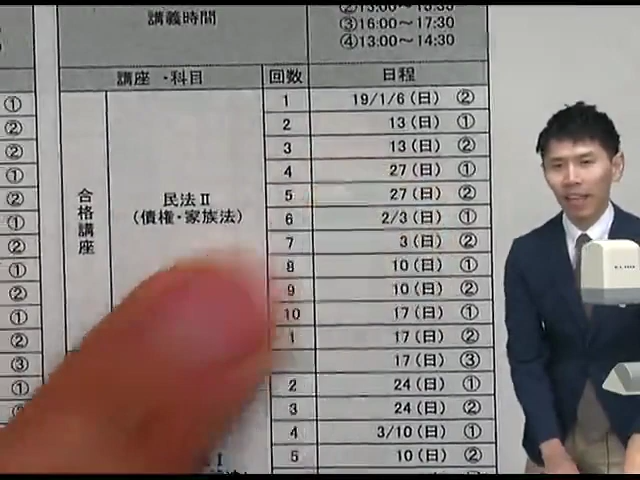 講義時間
②13:00～15:30
③16:00～17:30
④13:00～14:30
講座・科目 回数 日程
合格講座
民法Ⅱ
(債権・家族法)
① 1 19/1/6(日) ②
② 2 13(日) ①
② 3 13(日) ②
① 4 27(日) ①
② 5 27(日) ②
① 6 2/3(日) ①
② 7 3(日) ②
① 8 10(日) ①
② 9 10(日) ②
① 10 17(日) ①
② 1 17(日) ②
③ 17(日) ③
① 2 24(日) ①
3 24(日) ②
4 3/10(日) ①
5 10(日) ②